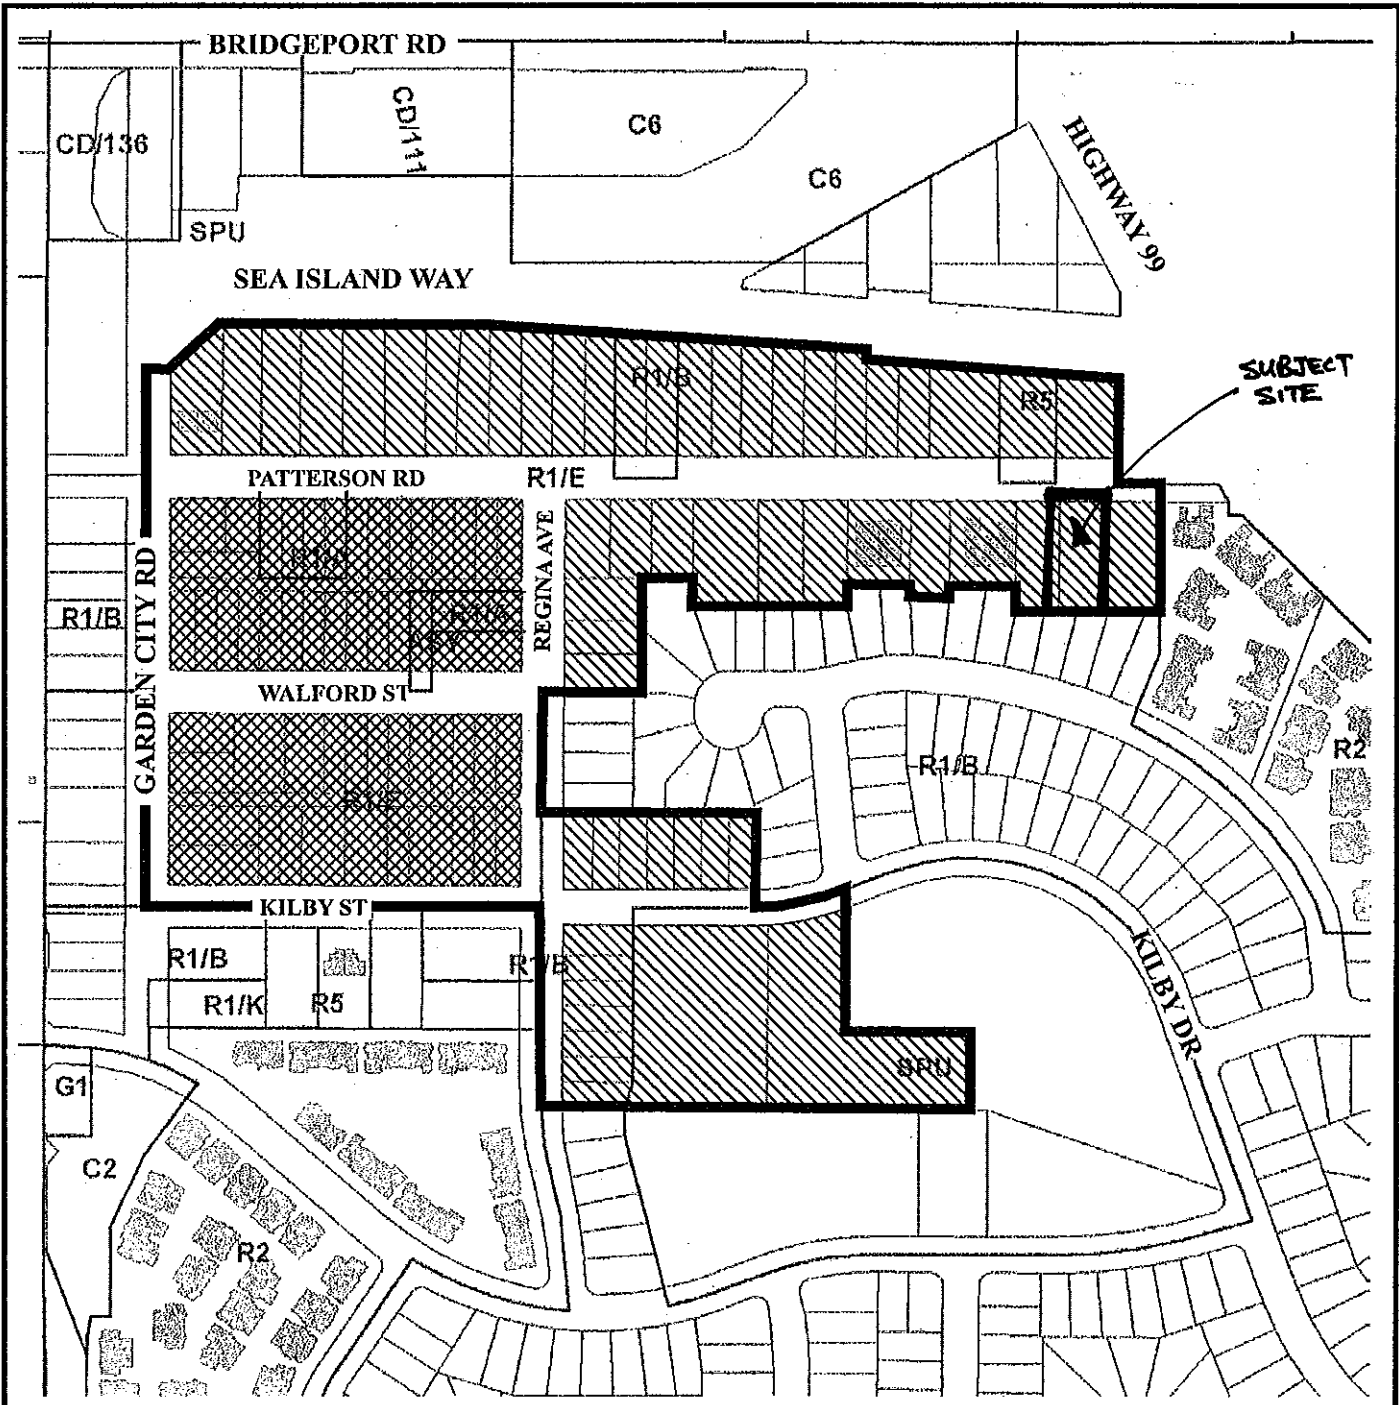 BRIDGEPORT RD
CD/136
CD/111
C6
C6
HIGHWAY 99
SPU
SEA ISLAND WAY
SUBJECT
SITE
R1/B
R5
PATTERSON RD
R1/E
REGINA AVE
GARDEN CITY RD
R1/B
WALFORD ST
R1/B
R2
KILBY ST
R1/B
R1/B
R1/K
R5
KILBY DR
SPU
G1
C2
R2